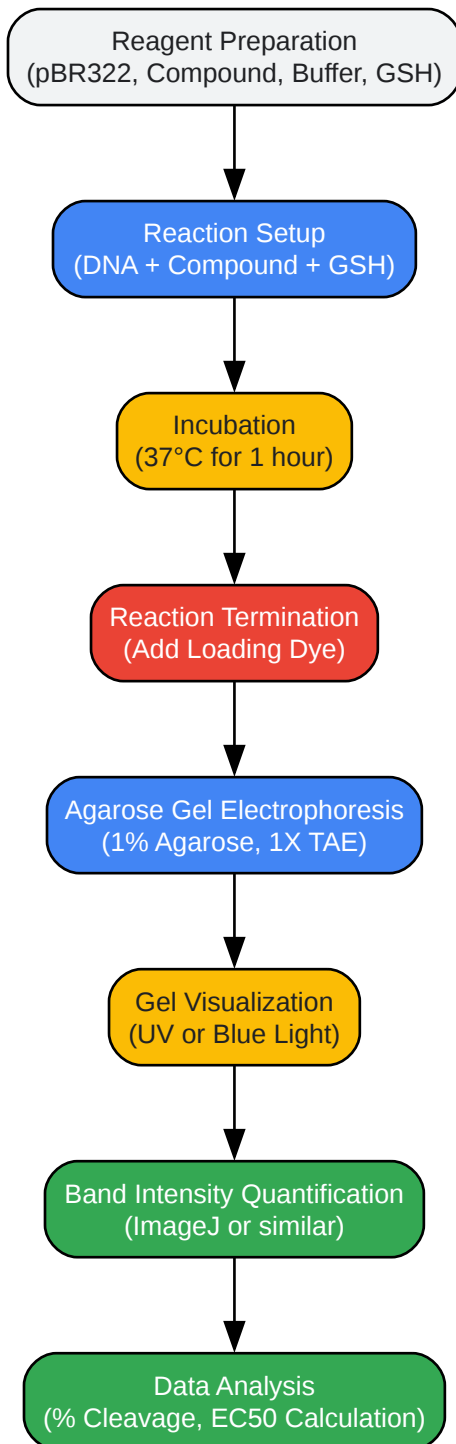 Reagent Preparation
(pBR322, Compound, Buffer, GSH)
Reaction Setup
(DNA + Compound + GSH)
Incubation
(37°C for 1 hour)
Reaction Termination
(Add Loading Dye)
Agarose Gel Electrophoresis
(1% Agarose, 1X TAE)
Gel Visualization
(UV or Blue Light)
Band Intensity Quantification
(ImageJ or similar)
Data Analysis
(% Cleavage, EC50 Calculation)